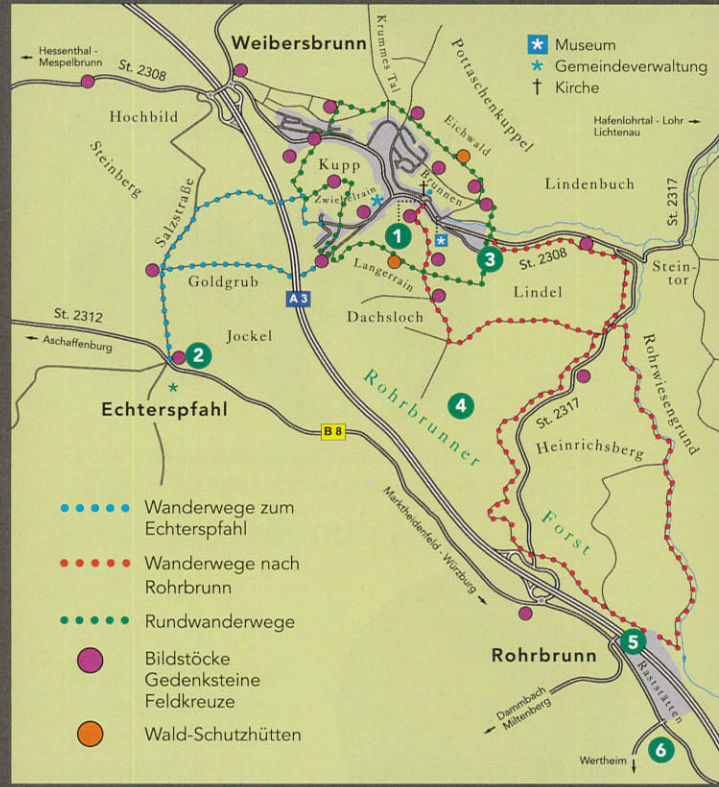 Hessenthal -
Mespelbrunn
St. 2308
Weibersbrunn
Krummes Tal
Pottaschenkuppel
Museum
Gemeindeverwaltung
Kirche
Hochbild
Eichwald
Hafenlohrtal - Lohr
Lichtenau
Steinberg
Salzstraße
Kupp
Zwiebelrain
Brunnen
Lindenbuch
St. 2317
1
3
St. 2308
Stein-
tor
Goldgrub
Langerrain
Lindel
A 3
Dachsloch
St. 2312
Aschaffenburg
Jockel
2
Rohrbrunner
Forst
4
St. 2317
Rohrwiesengrund
Echterspfahl
B 8
Heinrichsberg
Marktheidenfeld - Würzburg
Wanderwege zum
Echterspfahl
Wanderwege nach
Rohrbrunn
Rundwanderwege
Bildstöcke
Gedenksteine
Feldkreuze
Wald-Schutzhütten
Rohrbrunn
5
Raststätten
Dammbach
Miltenberg
6
Wertheim